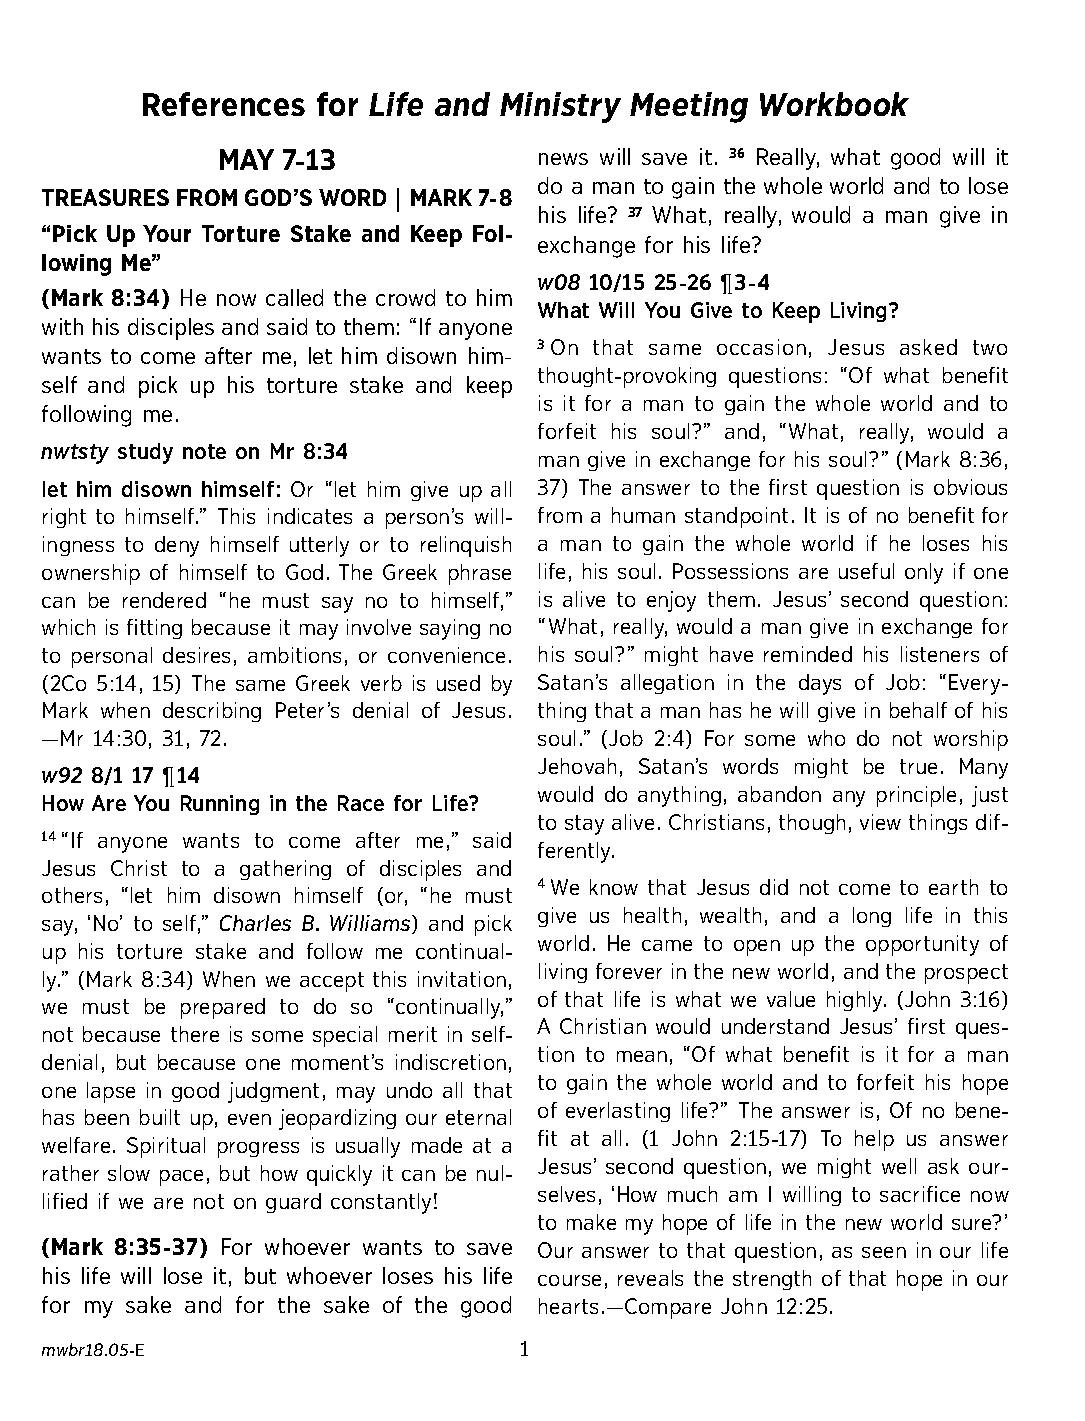 References for Life and Ministry Meeting Workbook
MAY 7-13
TREASURES FROM GOD’S WORD | MARK 7-8
“Pick Up Your Torture Stake and Keep Fol-
lowing Me”
(Mark 8:34) He now called the crowd to him
with his disciples and said to them: “If anyone
wants to come after me, let him disown him-
self and pick up his torture stake and keep
following me.
nwtsty study note on Mr 8:34
let him disown himself: Or “let him give up all
right to himself.” This indicates a person’s will-
ingness to deny himself utterly or to relinquish
ownership of himself to God. The Greek phrase
can be rendered “he must say no to himself,”
which is fitting because it may involve saying no
to personal desires, ambitions, or convenience.
(2Co 5:14, 15) The same Greek verb is used by
Mark when describing Peter’s denial of Jesus.
—Mr 14:30, 31, 72.
w92 8/1 17 ¶14
How Are You Running in the Race for Life?
14 “If anyone wants to come after me,” said
Jesus Christ to a gathering of disciples and
others, “let him disown himself (or, “he must
say, ‘No’ to self,” Charles B. Williams) and pick
up his torture stake and follow me continual-
ly.” (Mark 8:34) When we accept this invitation,
we must be prepared to do so “continually,”
not because there is some special merit in self-
denial, but because one moment’s indiscretion,
one lapse in good judgment, may undo all that
has been built up, even jeopardizing our eternal
welfare. Spiritual progress is usually made at a
rather slow pace, but how quickly it can be nul-
lified if we are not on guard constantly!
(Mark 8:35-37) For whoever wants to save
his life will lose it, but whoever loses his life
for my sake and for the sake of the good
news will save it. 36 Really, what good will it
do a man to gain the whole world and to lose
his life? 37 What, really, would a man give in
exchange for his life?
w08 10/15 25-26 ¶3-4
What Will You Give to Keep Living?
3 On that same occasion, Jesus asked two
thought-provoking questions: “Of what benefit
is it for a man to gain the whole world and to
forfeit his soul?” and, “What, really, would a
man give in exchange for his soul?” (Mark 8:36,
37) The answer to the first question is obvious
from a human standpoint. It is of no benefit for
a man to gain the whole world if he loses his
life, his soul. Possessions are useful only if one
is alive to enjoy them. Jesus’ second question:
“What, really, would a man give in exchange for
his soul?” might have reminded his listeners of
Satan’s allegation in the days of Job: “Every-
thing that a man has he will give in behalf of his
soul.” (Job 2:4) For some who do not worship
Jehovah, Satan’s words might be true. Many
would do anything, abandon any principle, just
to stay alive. Christians, though, view things dif-
ferently.
4 We know that Jesus did not come to earth to
give us health, wealth, and a long life in this
world. He came to open up the opportunity of
living forever in the new world, and the prospect
of that life is what we value highly. (John 3:16)
A Christian would understand Jesus’ first ques-
tion to mean, “Of what benefit is it for a man
to gain the whole world and to forfeit his hope
of everlasting life?” The answer is, Of no bene-
fit at all. (1 John 2:15-17) To help us answer
Jesus’ second question, we might well ask our-
selves, ‘How much am I willing to sacrifice now
to make my hope of life in the new world sure?’
Our answer to that question, as seen in our life
course, reveals the strength of that hope in our
hearts.—Compare John 12:25.
mwbr18.05-E
1